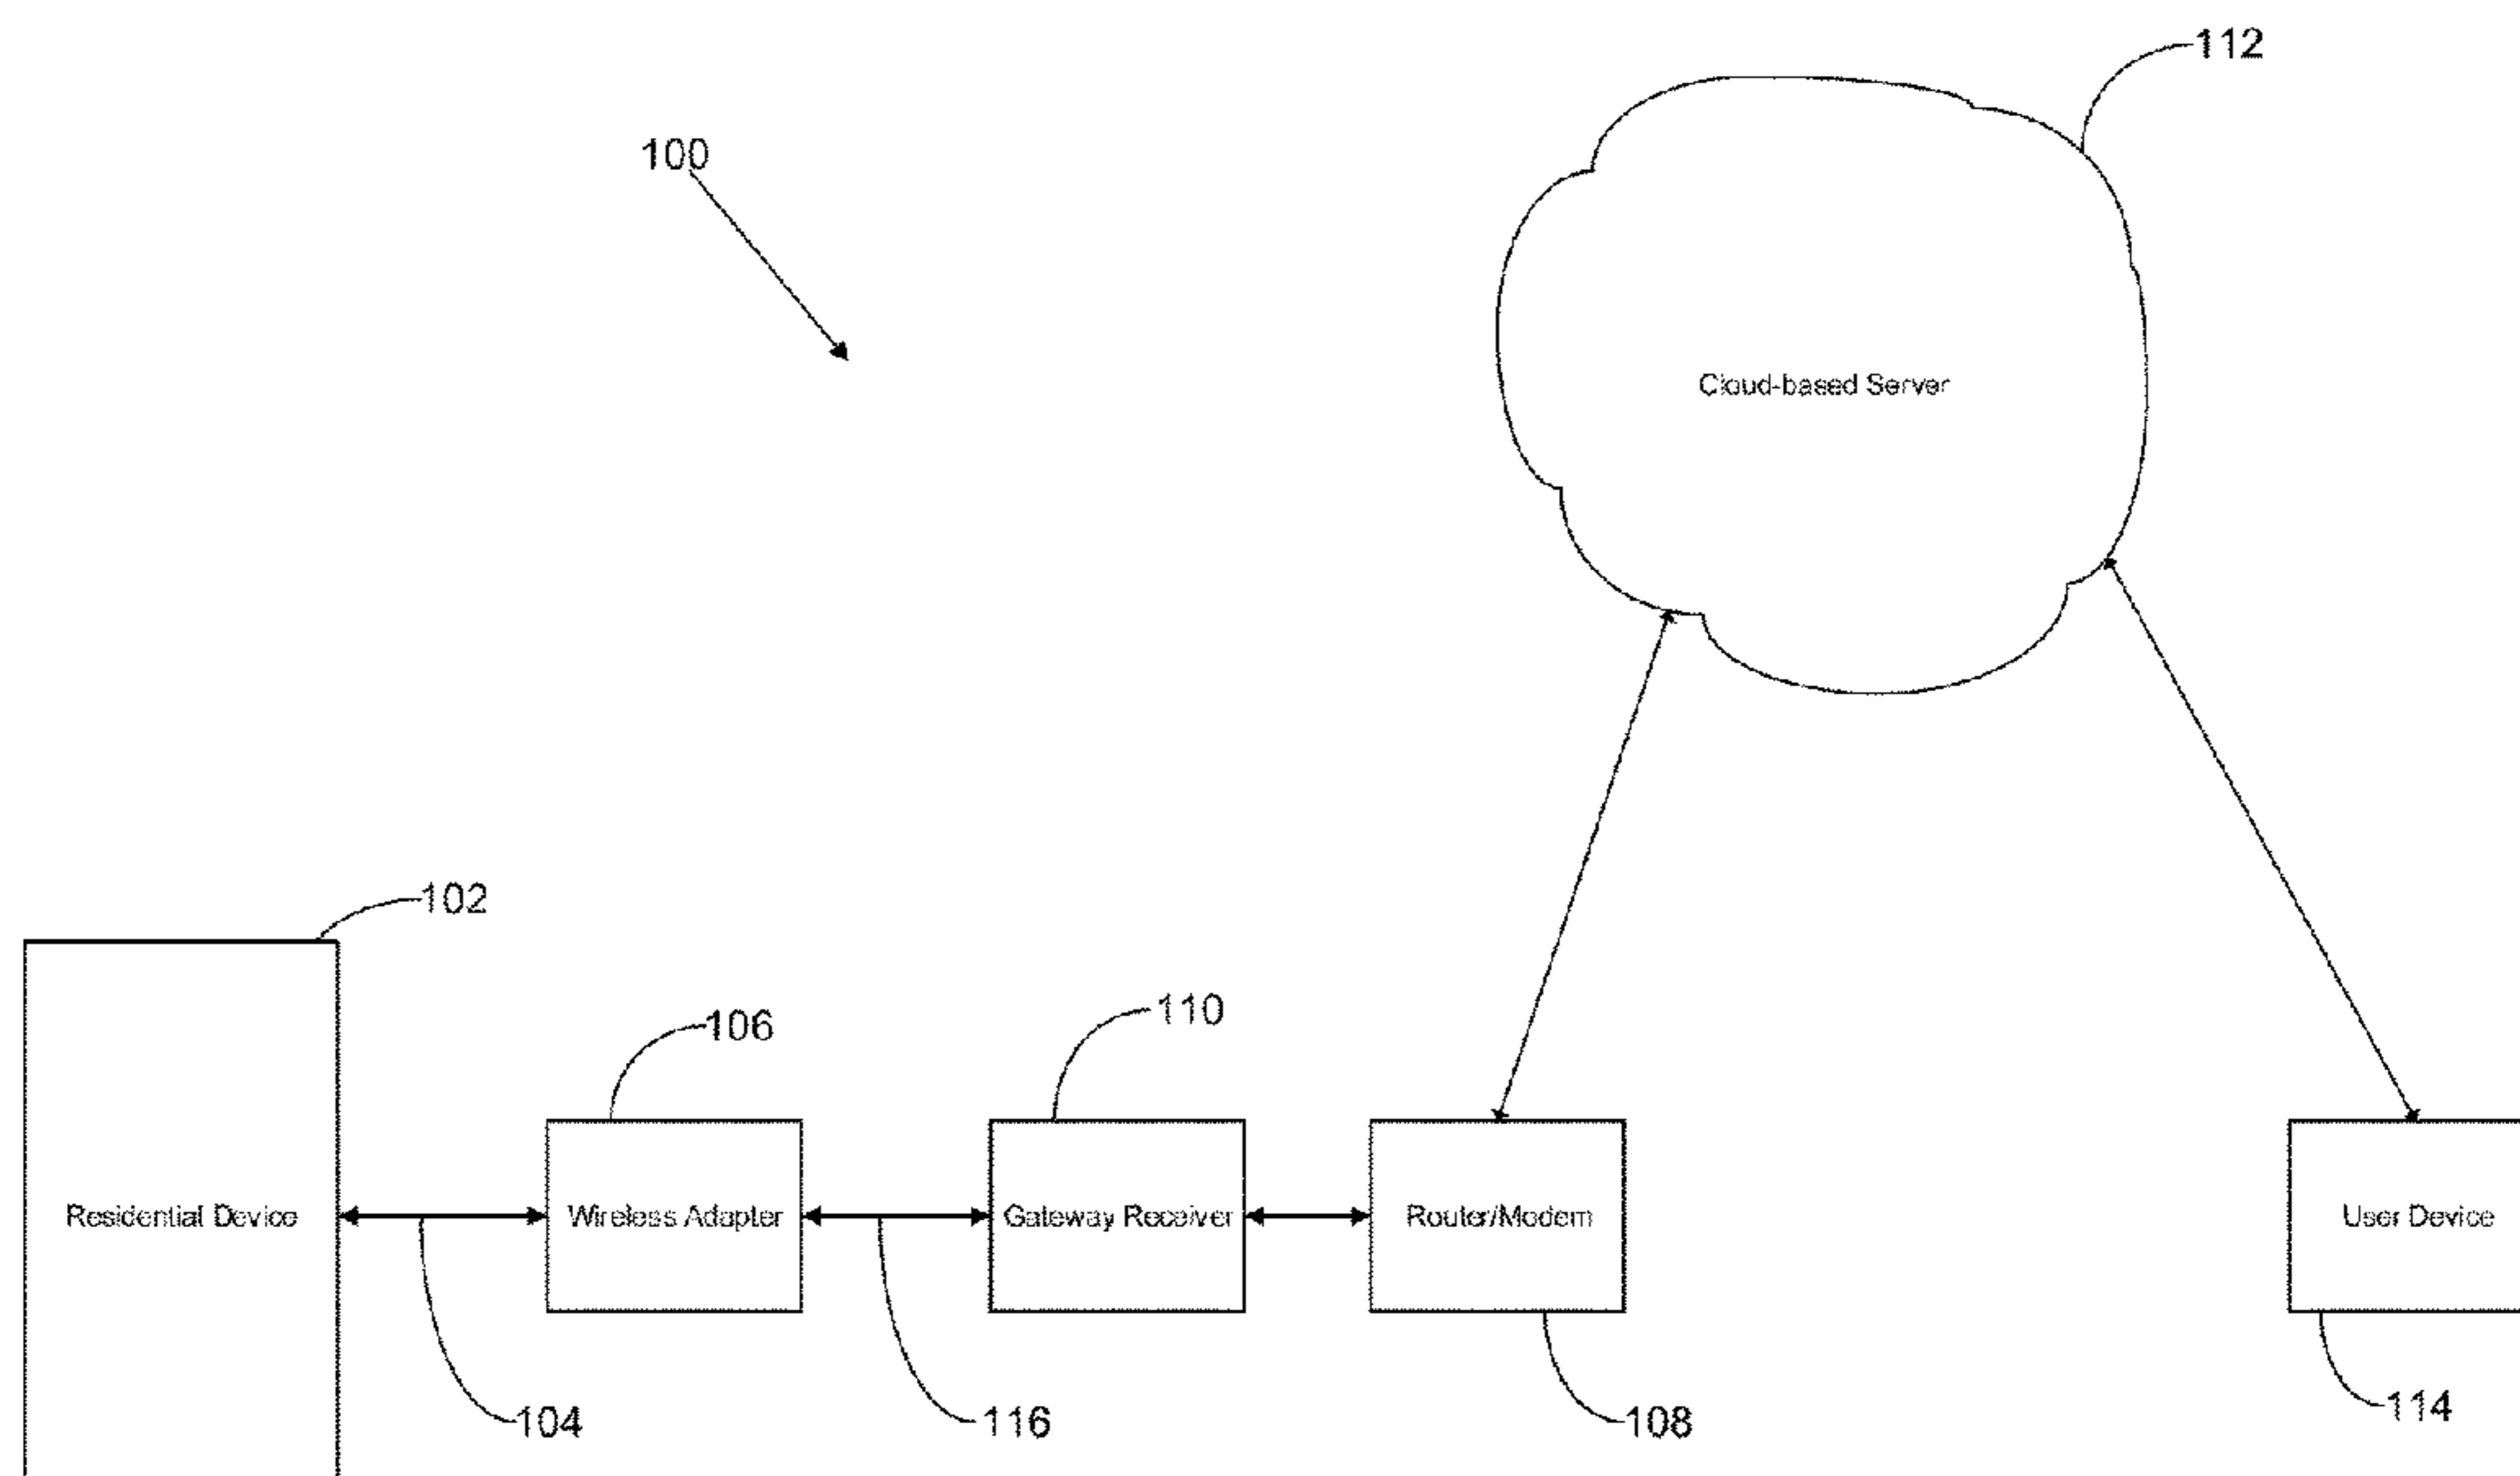 112
100
Cloud-based Server
102
106
110
Residential Device
Wireless Adapter
Gateway Receiver
Router/Modem
User Device
104
116
108
114